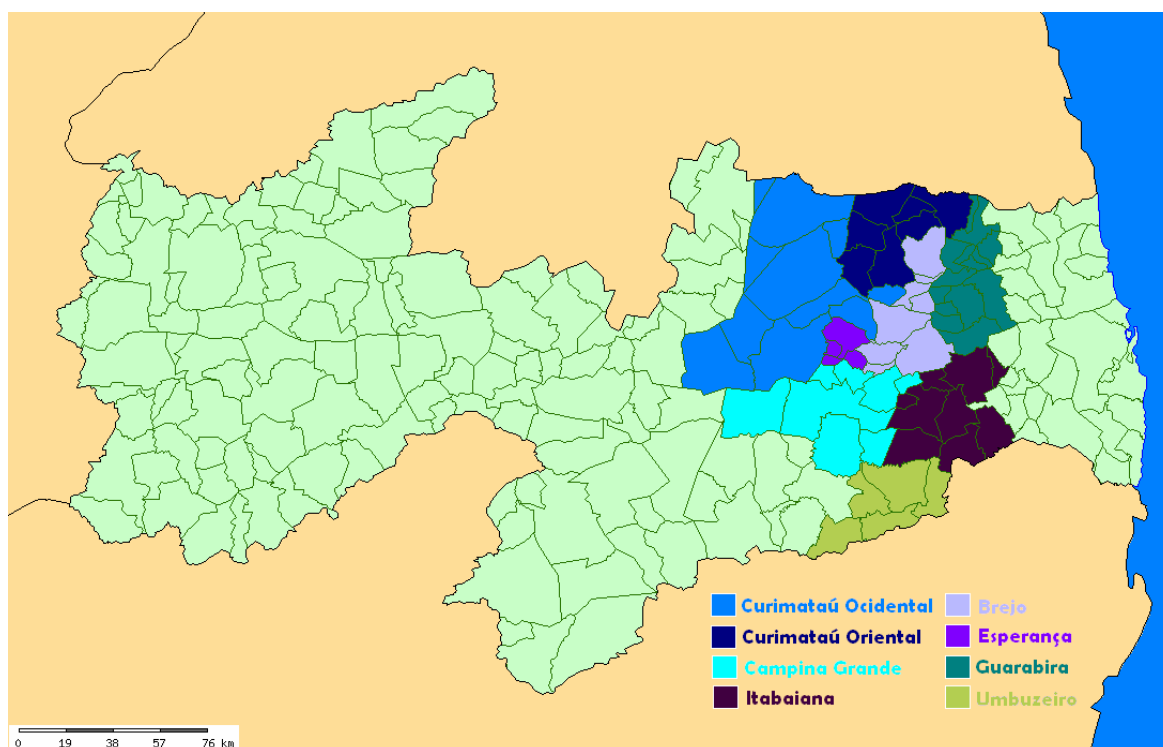 Curimataú Ocidental
Brejo
Curimataú Oriental
Esperança
Campina Grande
Guarabira
Itabaiana
Umbuzeiro
0 19 38 57 76 km